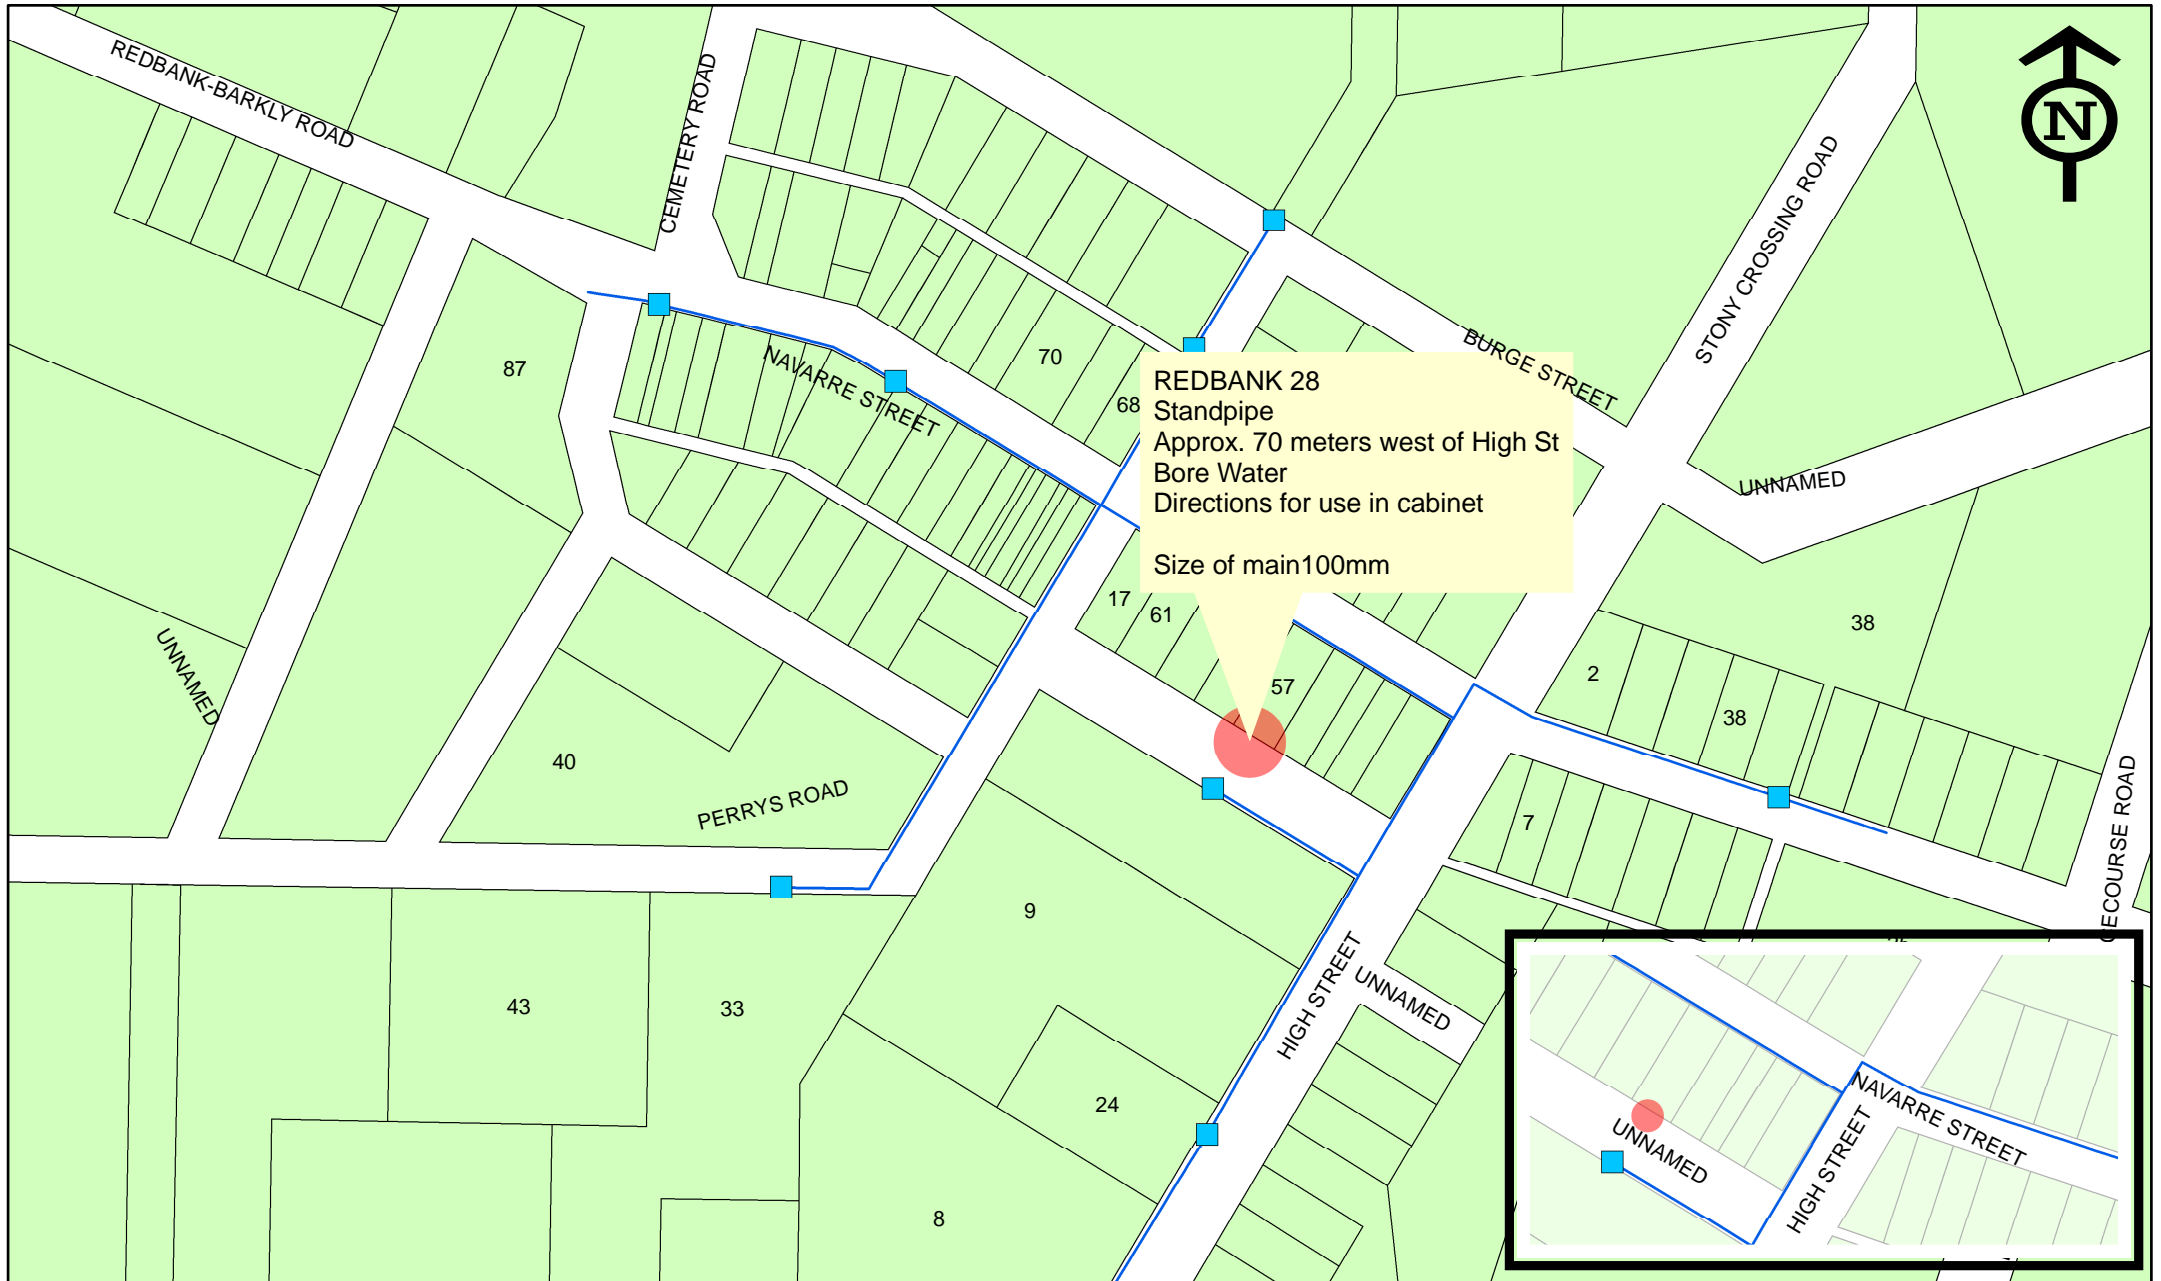 REDBANK-BARKLY ROAD
CEMETERY ROAD
N
STONY CROSSING ROAD
BURGE STREET
NAVARRE STREET
87
70
68
REDBANK 28
Standpipe
Approx. 70 meters west of High St
Bore Water
Directions for use in cabinet
Size of main100mm
UNNAMED
17
61
57
38
2
38
UNNAMED
40
PERRYS ROAD
7
ECOURSE ROAD
9
HIGH STREET
UNNAMED
43
33
24
8
NAVARRE STREET
UNNAMED
HIGH STREET